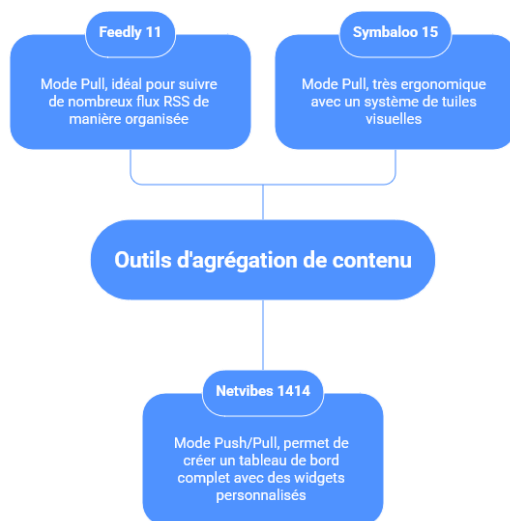 Feedly 11
Mode Pull, idéal pour suivre
de nombreux flux RSS de
manière organisée
Symbaloo 15
Mode Pull, très ergonomique
avec un système de tuiles
visuelles
Outils d'agrégation de contenu
Netvibes 1414
Mode Push/Pull, permet de
créer un tableau de bord
complet avec des widgets
personnalisés